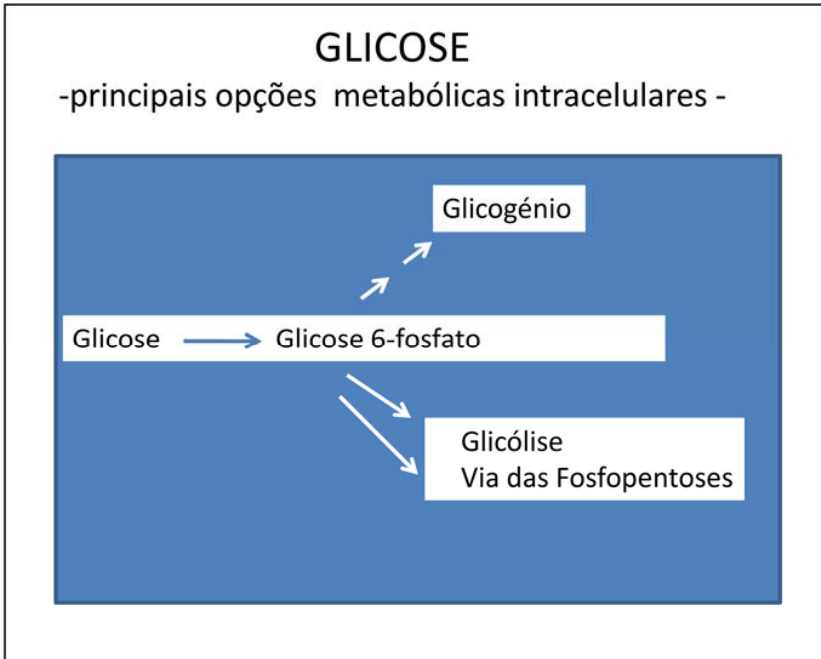 GLICOSE
-principais opções metabólicas intracelulares -
Glicogénio
Glicose Glicose 6-fosfato
Glicólise
Via das Fosfopentoses